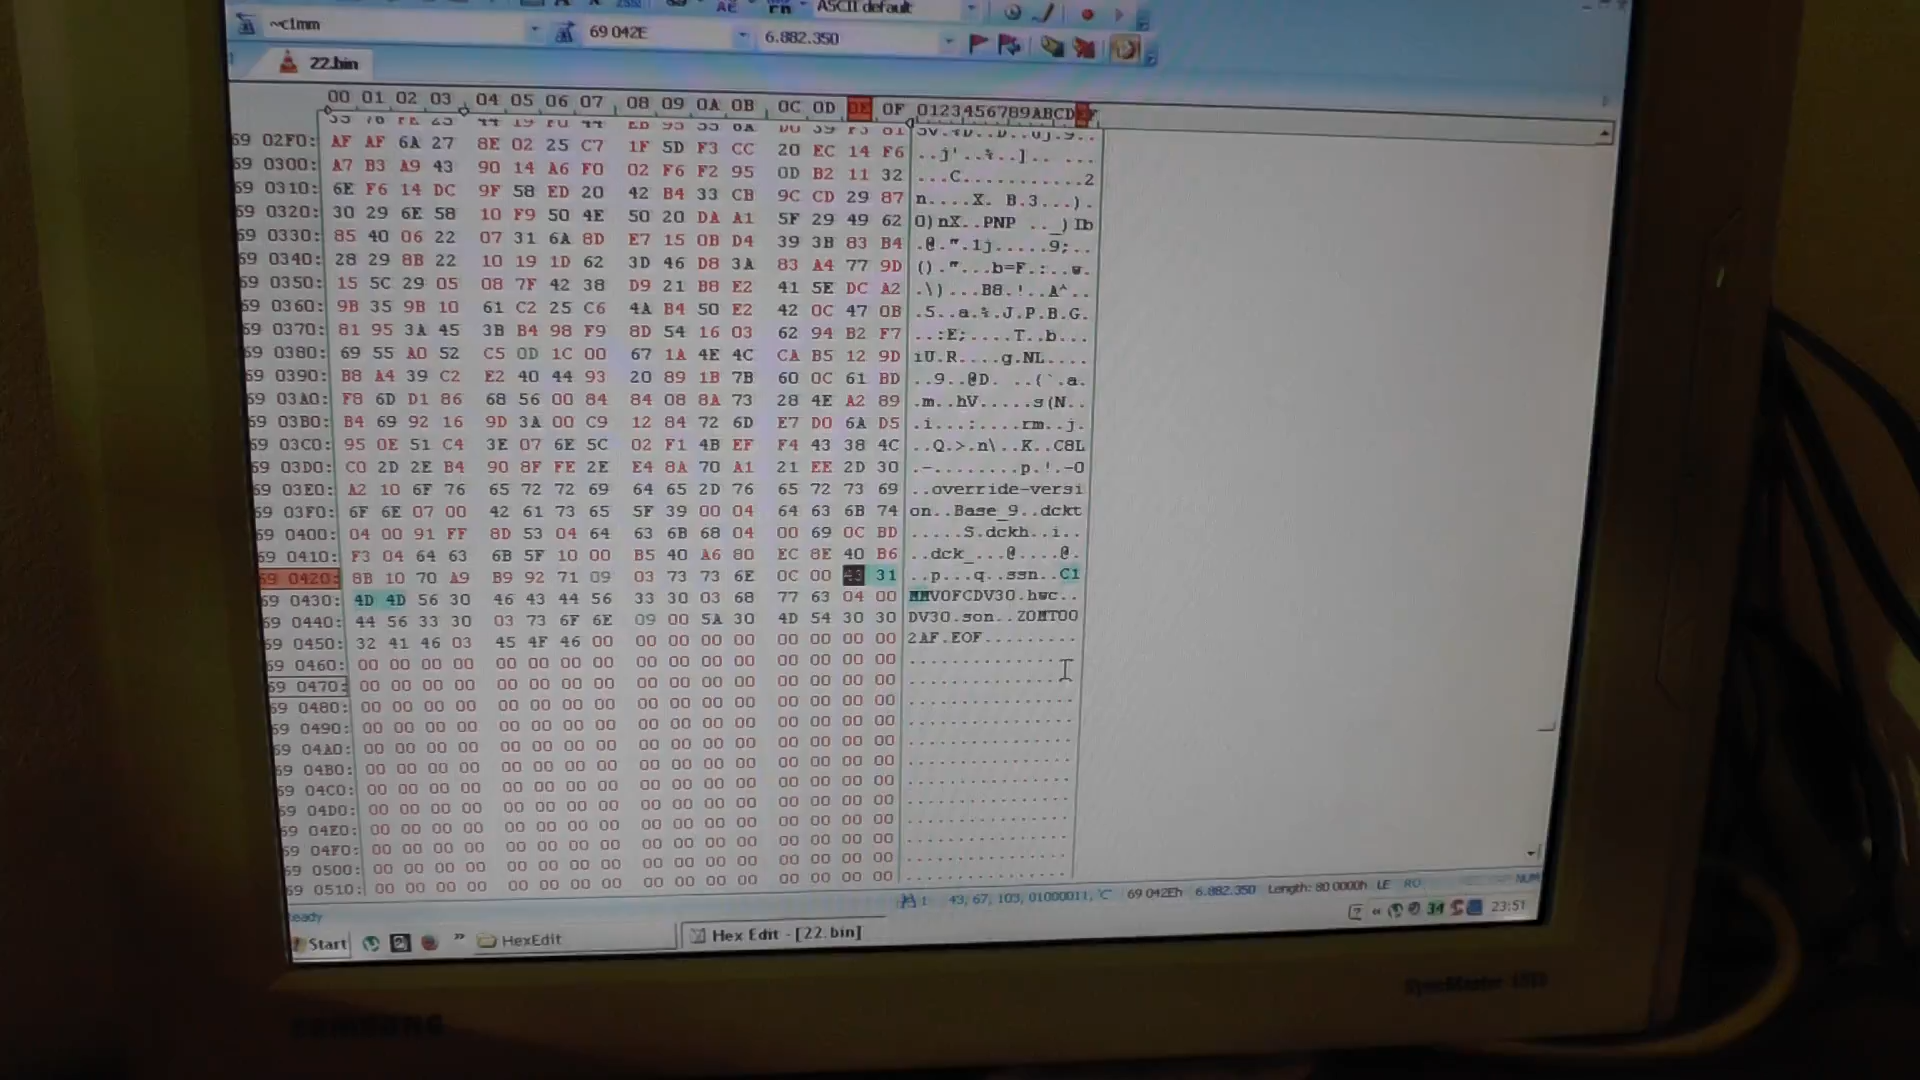 ASCII default
~c1mm 69 042E 6.882.350
22.bin
00 01 02 03 04 05 06 07 08 09 0A 0B 0C 0D 0E 0F 0123456789ABCD
69 02F0: AF AF 6A 27 8E 02 25 C7 1F 5D F3 CC 20 EC 14 F6 ..j'..%..]. ....
69 0300: A7 B3 A9 43 90 14 A6 F0 02 F6 F2 95 0D B2 11 32 ...C...........2
69 0310: 6E F6 14 DC 9F 58 ED 20 42 B4 33 CB 9C CD 29 87 n....X. B.3...).
69 0320: 30 29 6E 58 10 F9 50 4E 50 20 DA A1 5F 29 49 62 0)nX..PNP .._)Ib
69 0330: 85 40 06 22 07 31 6A 8D E7 15 0B D4 39 3B 83 B4 .@.".1j.....9;..
69 0340: 28 29 8B 22 10 19 1D 62 3D 46 D8 3A 83 A4 77 9D ()."...b=F.:..w.
69 0350: 15 5C 29 05 08 7F 42 38 D9 21 B8 E2 41 5E DC A2 .\)...B8.!..A^..
69 0360: 9B 35 9B 10 61 C2 25 C6 4A B4 50 E2 42 0C 47 0B .5..a.%.J.P.B.G.
69 0370: 81 95 3A 45 3B B4 98 F9 8D 54 16 03 62 94 B2 F7 ..:E;....T..b...
69 0380: 69 55 A0 52 C5 0D 1C 00 67 1A 4E 4C CA B5 12 9D iU.R....g.NL....
69 0390: B8 A4 39 C2 E2 40 44 93 20 89 1B 7B 60 0C 61 BD ..9..@D. ..{`.a.
69 03A0: F8 6D D1 86 68 56 00 84 84 08 8A 73 28 4E A2 89 .m..hV.....s(N..
69 03B0: B4 69 92 16 9D 3A 00 C9 12 84 72 6D E7 D0 6A D5 .i...:....rm..j.
69 03C0: 95 0E 51 C4 3E 07 6E 5C 02 F1 4B EF F4 43 38 4C ..Q.>.n\..K..C8L
69 03D0: C0 2D 2E B4 90 8F FE 2E E4 8A 70 A1 21 EE 2D 30 .-........p.!.-0
69 03E0: A2 10 6F 76 65 72 72 69 64 65 2D 76 65 72 73 69 ..override-versi
69 03F0: 6F 6E 07 00 42 61 73 65 5F 39 00 04 64 63 6B 74 on..Base_9..dckt
69 0400: 04 00 91 FF 8D 53 04 64 63 6B 68 04 00 69 0C BD .....S.dckh..i..
69 0410: F3 04 64 63 6B 5F 10 00 B5 40 A6 80 EC 8E 40 B6 ..dck_...@....@.
69 0420: 8B 10 70 A9 B9 92 71 09 03 73 73 6E 0C 00 43 31 ..p...q..ssn..C1
69 0430: 4D 4D 56 30 46 43 44 56 33 30 03 68 77 63 04 00 MMV0FCDV30.hwc..
69 0440: 44 56 33 30 03 73 6F 6E 09 00 5A 30 4D 54 30 30 DV30.son..Z0MT00
69 0450: 32 41 46 03 45 4F 46 00 00 00 00 00 00 00 00 00 2AF.EOF.........
69 0460: 00 00 00 00 00 00 00 00 00 00 00 00 00 00 00 00 ................
69 0470: 00 00 00 00 00 00 00 00 00 00 00 00 00 00 00 00 ................
69 0480: 00 00 00 00 00 00 00 00 00 00 00 00 00 00 00 00 ................
69 0490: 00 00 00 00 00 00 00 00 00 00 00 00 00 00 00 00 ................
69 04A0: 00 00 00 00 00 00 00 00 00 00 00 00 00 00 00 00 ................
69 04B0: 00 00 00 00 00 00 00 00 00 00 00 00 00 00 00 00 ................
69 04C0: 00 00 00 00 00 00 00 00 00 00 00 00 00 00 00 00 ................
69 04D0: 00 00 00 00 00 00 00 00 00 00 00 00 00 00 00 00 ................
69 04E0: 00 00 00 00 00 00 00 00 00 00 00 00 00 00 00 00 ................
69 04F0: 00 00 00 00 00 00 00 00 00 00 00 00 00 00 00 00 ................
69 0500: 00 00 00 00 00 00 00 00 00 00 00 00 00 00 00 00 ................
69 0510: 00 00 00 00 00 00 00 00 00 00 00 00 00 00 00 00 ................
eady 1 43, 67, 103, 01000011, 'C' 69 042Eh 6.882.350 Length: 80 0000h LE RO NUM
Start » HexEdit Hex Edit - [22.bin] « 34 23:51
SAMSUNG
SyncMaster